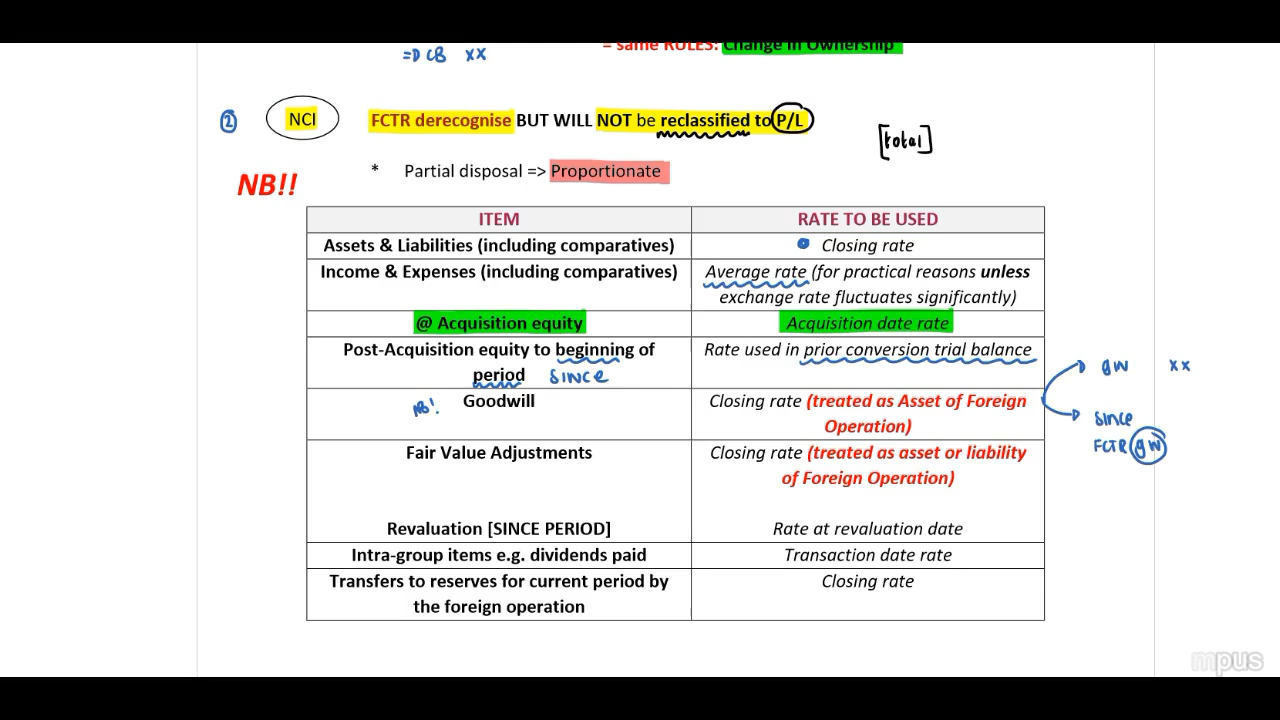 = same RULES: Change in Ownership
=D CB xx
② NCI FCTR derecognise BUT WILL NOT be reclassified to P/L
[total]
* Partial disposal => Proportionate
NB!!
ITEM RATE TO BE USED
Assets & Liabilities (including comparatives) Closing rate
Income & Expenses (including comparatives) Average rate (for practical reasons unless
exchange rate fluctuates significantly)
@ Acquisition equity Acquisition date rate
Post-Acquisition equity to beginning of Rate used in prior conversion trial balance
period SINCE
gw xx
NB! Goodwill Closing rate (treated as Asset of Foreign
Operation)
since
FCTR gw
Fair Value Adjustments Closing rate (treated as asset or liability
of Foreign Operation)
Revaluation [SINCE PERIOD] Rate at revaluation date
Intra-group items e.g. dividends paid Transaction date rate
Transfers to reserves for current period by Closing rate
the foreign operation
mpus